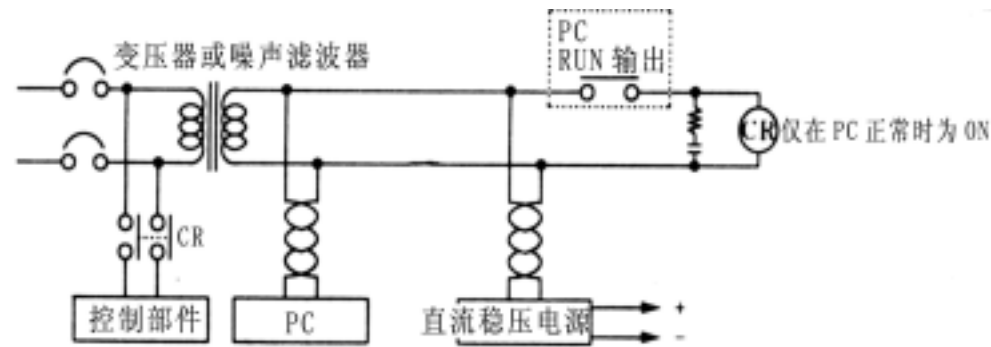 PC
RUN 输出
变压器或噪声滤波器
CR 仅在 PC 正常时为 ON
CR
控制部件
PC
直流稳压电源
+
-